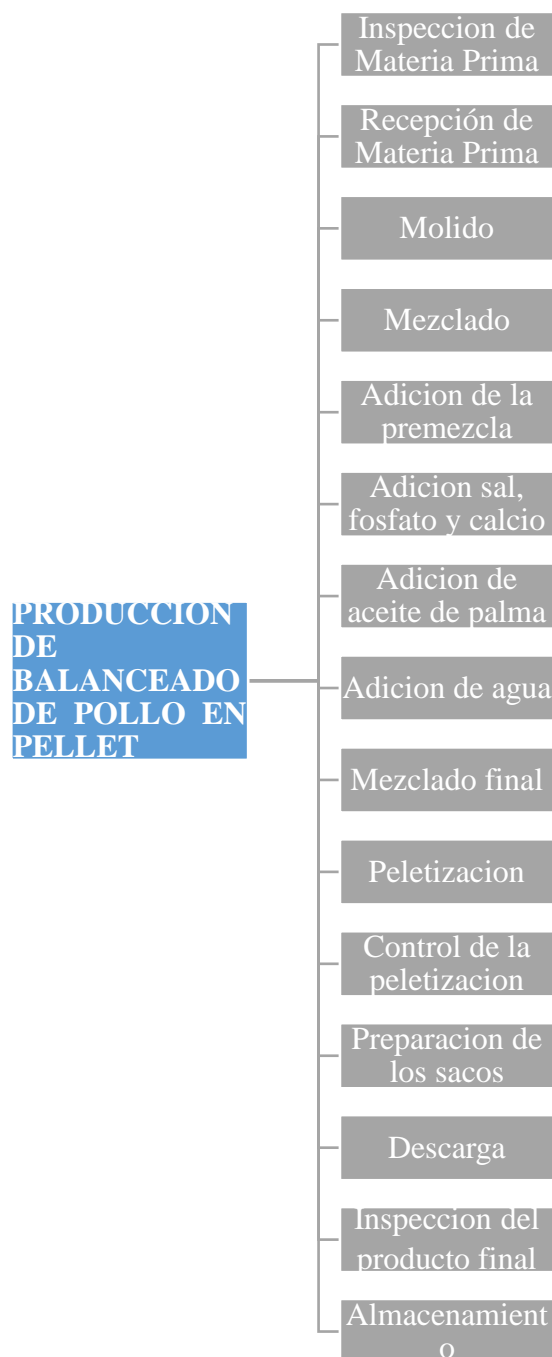 Inspeccion de
Materia Prima
Recepción de
Materia Prima
Molido
Mezclado
Adicion de la
premezcla
Adicion sal,
fosfato y calcio
Adicion de
aceite de palma
PRODUCCION
DE
BALANCEADO
DE POLLO EN
PELLET
Adicion de agua
Mezclado final
Peletizacion
Control de la
peletizacion
Preparacion de
los sacos
Descarga
Inspeccion del
producto final
Almacenamient
o